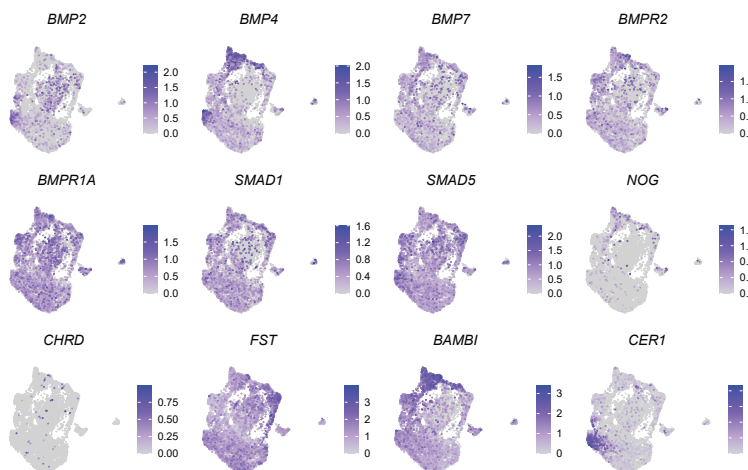 BMP2 BMP4 BMP7 BMPR2
2.0 2.0
1.5 1.5 1.5
1.0 1.0 1.0
0.5 0.5 0.5
0.0 0.0 0.0
BMPR1A SMAD1 SMAD5 NOG
1.6 2.0
1.5 1.2 1.5
1.0 0.8 1.0
0.5 0.4 0.5
0.0 0.0 0.0
CHRD FST BAMBI CER1
0.75 3 3
0.50 2 2
0.25 1 1
0.00 0 0